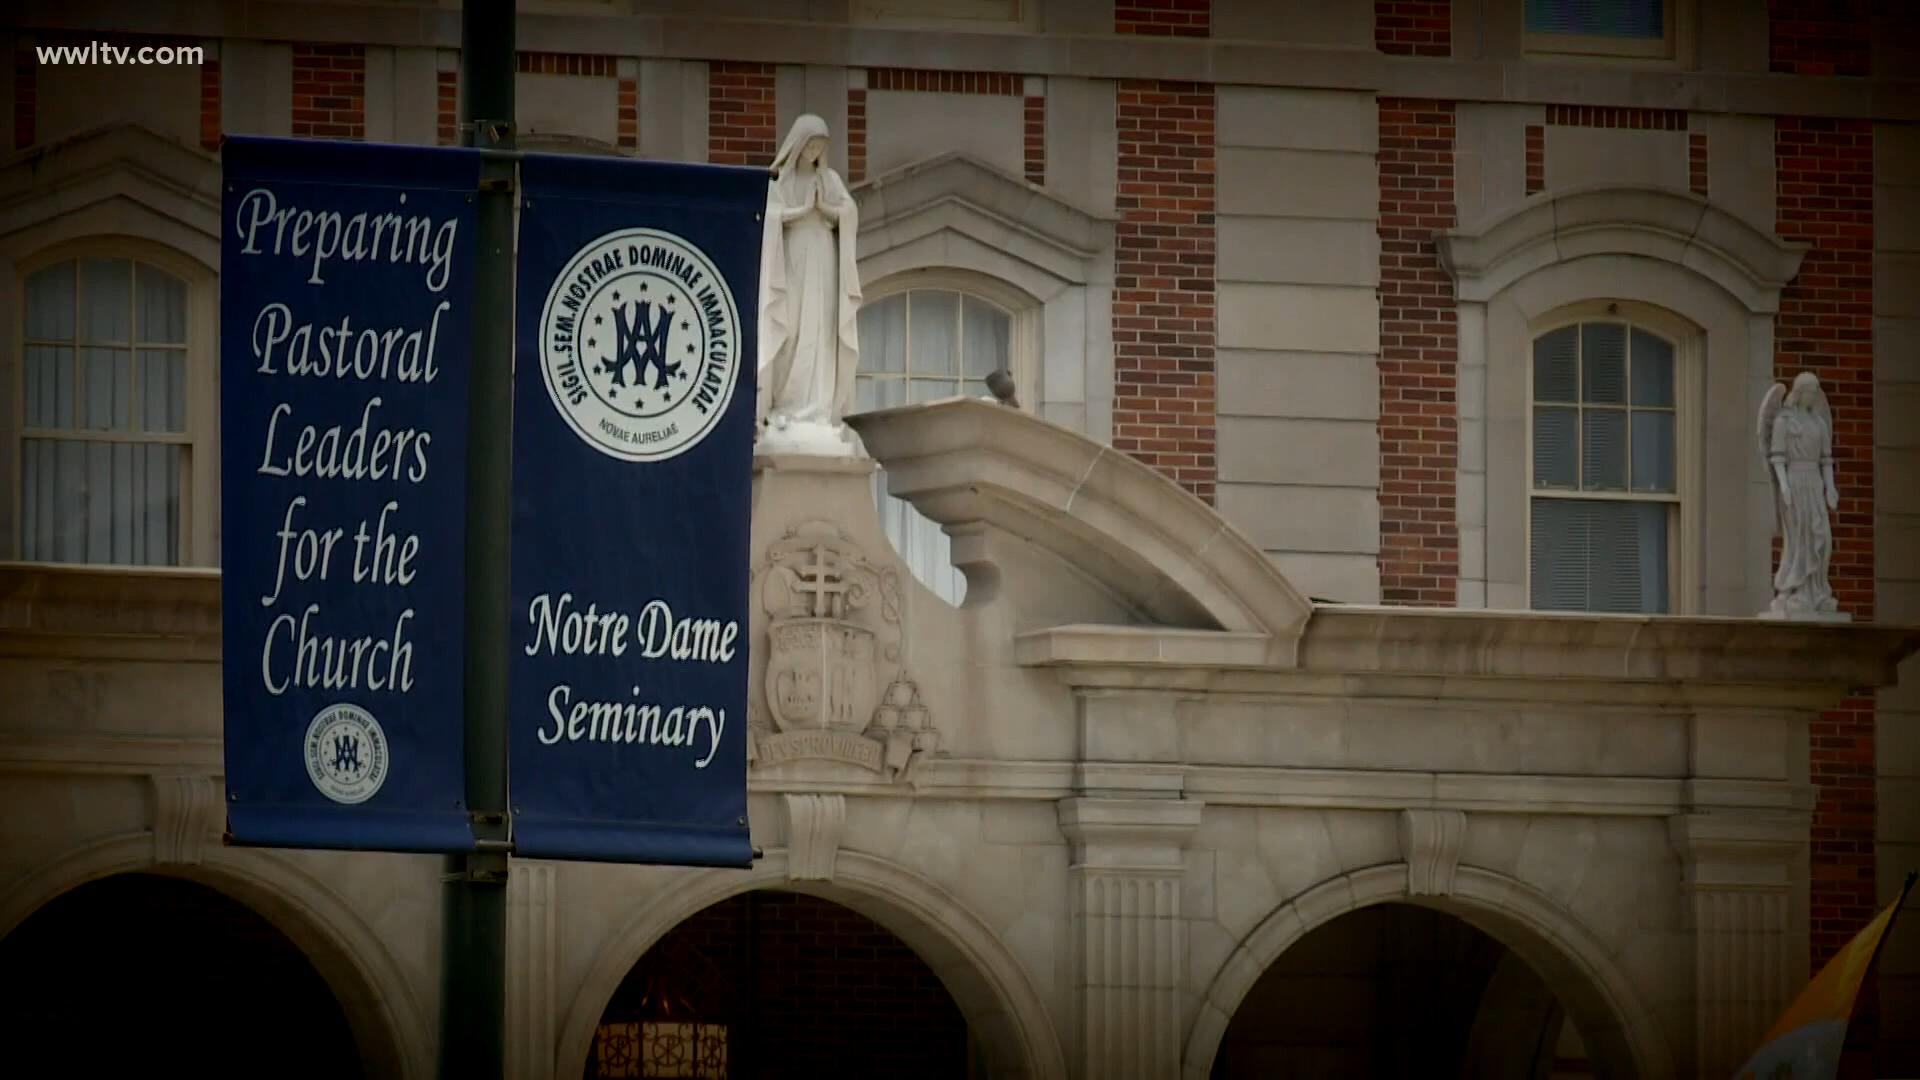 wwltv.com
Preparing
Pastoral
Leaders
for the
Church
SIGIL. SEM. NOSTRAE DOMINAE IMMACULATAE
NOVAE AURELIAE
Notre Dame
Seminary